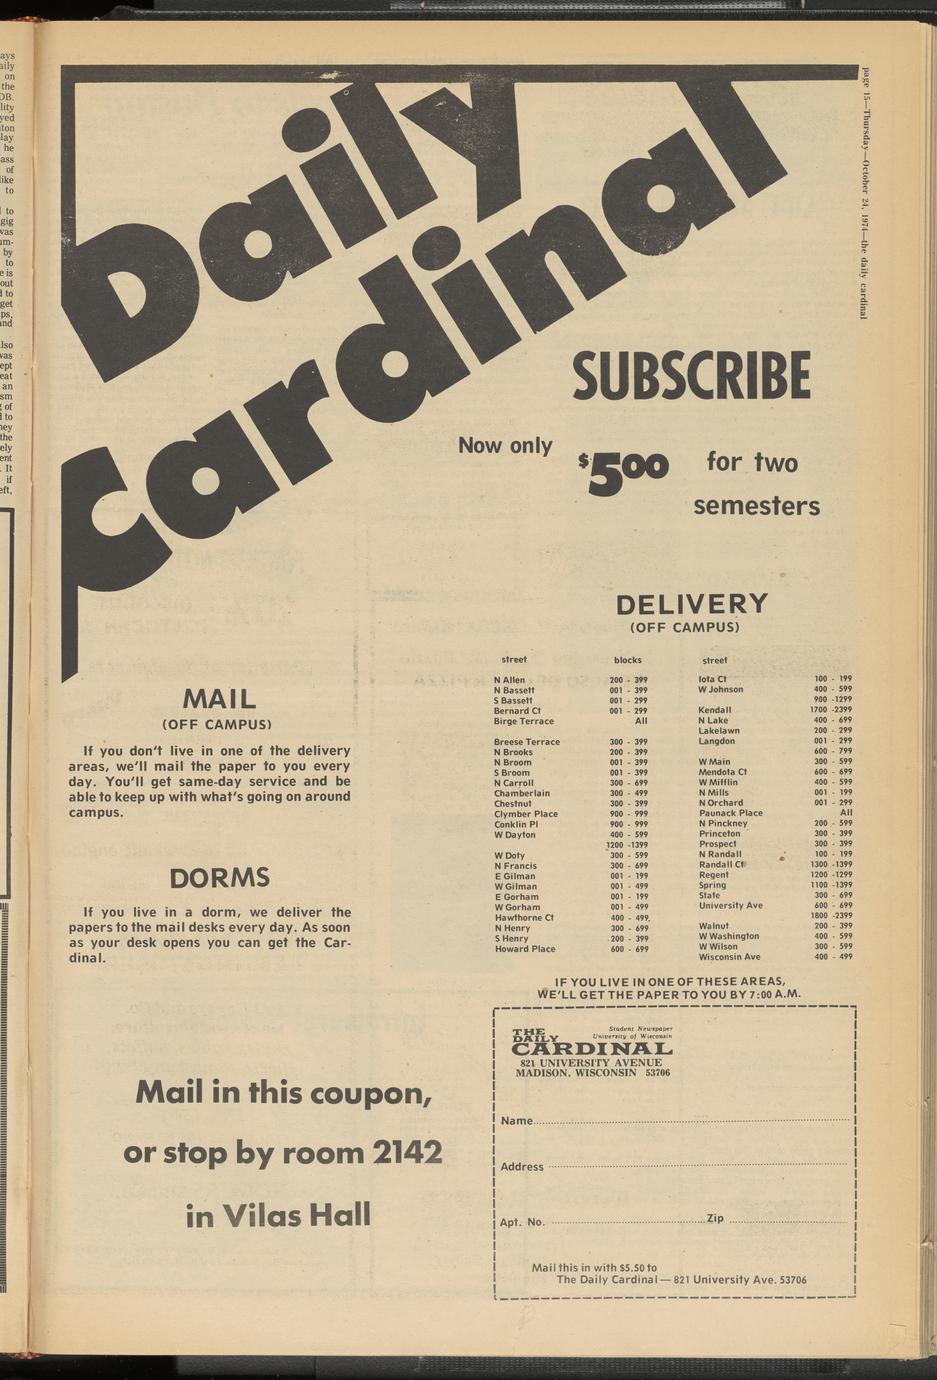 Daily
Cardinal
page 15—Thursday—October 24, 1974—the daily cardinal
SUBSCRIBE
Now only
$5.00 for two
semesters
MAIL
(OFF CAMPUS)
If you don't live in one of the delivery
areas, we'll mail the paper to you every
day. You'll get same-day service and be
able to keep up with what's going on around
campus.
DORMS
If you live in a dorm, we deliver the
papers to the mail desks every day. As soon
as your desk opens you can get the Car-
dinal.
Mail in this coupon,
or stop by room 2142
in Vilas Hall
DELIVERY
(OFF CAMPUS)
street blocks
N Allen 200 - 399
N Bassett 001 - 399
S Bassett 001 - 299
Bernard Ct 001 - 299
Birge Terrace All
Breese Terrace 300 - 399
N Brooks 200 - 399
N Broom 001 - 399
S Broom 001 - 399
N Carroll 300 - 699
Chamberlain 300 - 499
Chestnut 300 - 399
Clymber Place 900 - 999
Conklin Pl 900 - 999
W Dayton 400 - 599
1200 -1399
W Doty 300 - 599
N Francis 300 - 699
E Gilman 001 - 199
W Gilman 001 - 499
E Gorham 001 - 199
W Gorham 001 - 499
Hawthorne Ct 400 - 499
N Henry 300 - 699
S Henry 200 - 399
Howard Place 600 - 699
street
Iota Ct 100 - 199
W Johnson 400 - 599
900 -1299
Kendall 1700 -2399
N Lake 400 - 699
Lakelawn 200 - 299
Langdon 001 - 299
600 - 799
W Main 300 - 599
Mendota Ct 600 - 699
W Mifflin 400 - 599
N Mills 001 - 199
N Orchard 001 - 299
Paunack Place All
N Pinckney 200 - 599
Princeton 300 - 399
Prospect 300 - 399
N Randall 100 - 199
Randall Ct 1300 -1399
Regent 1200 -1299
Spring 1100 -1399
State 300 - 699
University Ave 600 - 699
1800 -2399
Walnut 200 - 399
W Washington 400 - 599
W Wilson 300 - 599
Wisconsin Ave 400 - 499
IF YOU LIVE IN ONE OF THESE AREAS,
WE'LL GET THE PAPER TO YOU BY 7:00 A.M.
THE
DAILY
CARDINAL
Student Newspaper
University of Wisconsin
821 UNIVERSITY AVENUE
MADISON, WISCONSIN 53706
Name
Address
Apt. No. Zip
Mail this in with $5.50 to
The Daily Cardinal — 821 University Ave. 53706